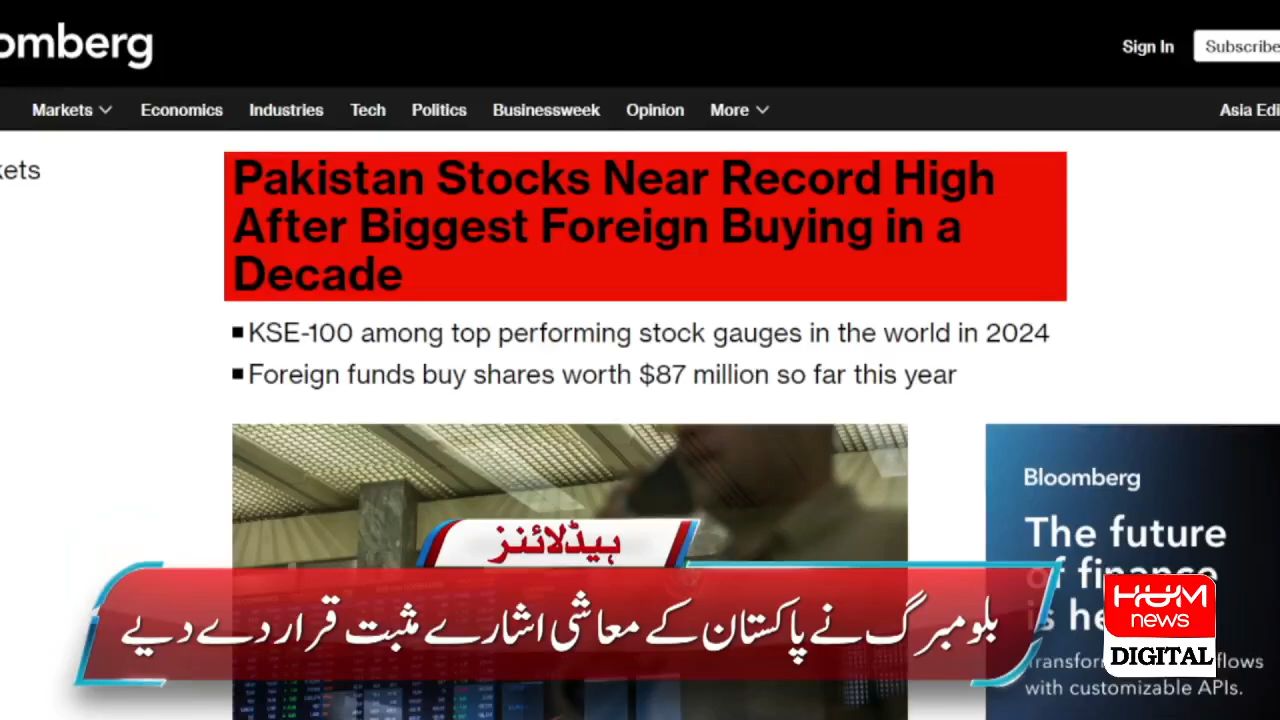 omberg
Sign In
Subscribe
Markets
Economics
Industries
Tech
Politics
Businessweek
Opinion
More
Asia Edi
kets
Pakistan Stocks Near Record High
After Biggest Foreign Buying in a
Decade
KSE-100 among top performing stock gauges in the world in 2024
Foreign funds buy shares worth $87 million so far this year
Bloomberg
The future
of finance
is he
Transfor
flows
with customizable APIs.
ہیڈلائنز
بلومبرگ نے پاکستان کے معاشی اشارے مثبت قرار دے دیے
HUM
news
DIGITAL